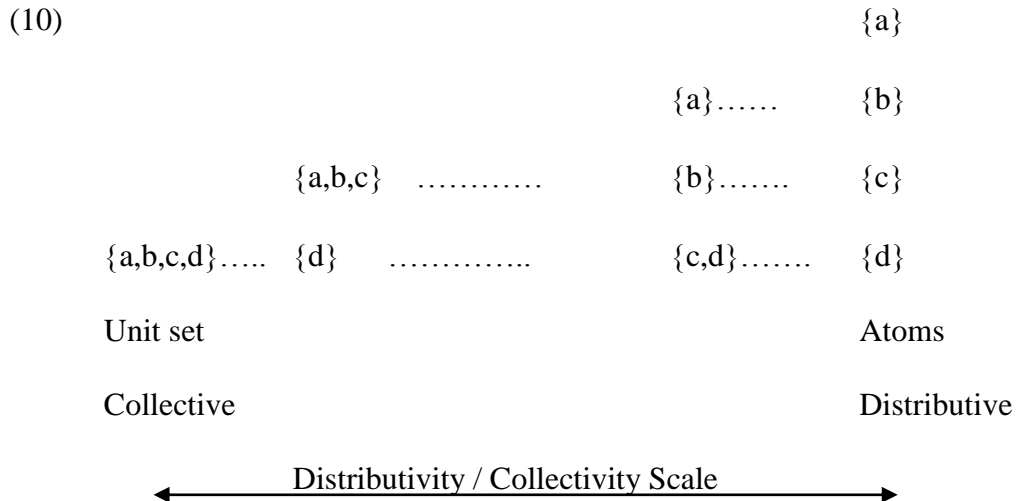 (10) {a}
{a}…… {b}
{a,b,c} ………… {b}……. {c}
{a,b,c,d}….. {d} ………….. {c,d}……. {d}
Unit set Atoms
Collective Distributive
Distributivity / Collectivity Scale